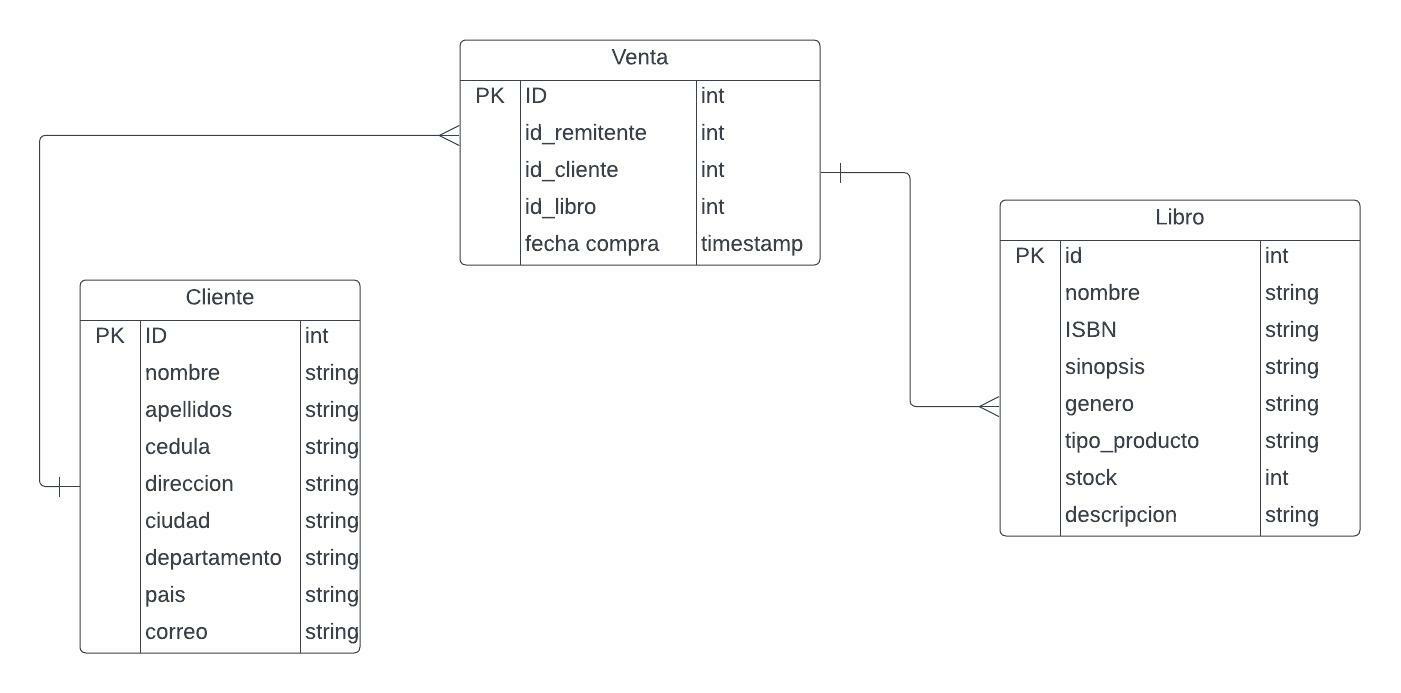 Venta
PK ID int
id_remitente int
id_cliente int
id_libro int
fecha compra timestamp
Cliente
PK ID int
nombre string
apellidos string
cedula string
direccion string
ciudad string
departamento string
pais string
correo string
Libro
PK id int
nombre string
ISBN string
sinopsis string
genero string
tipo_producto string
stock int
descripcion string